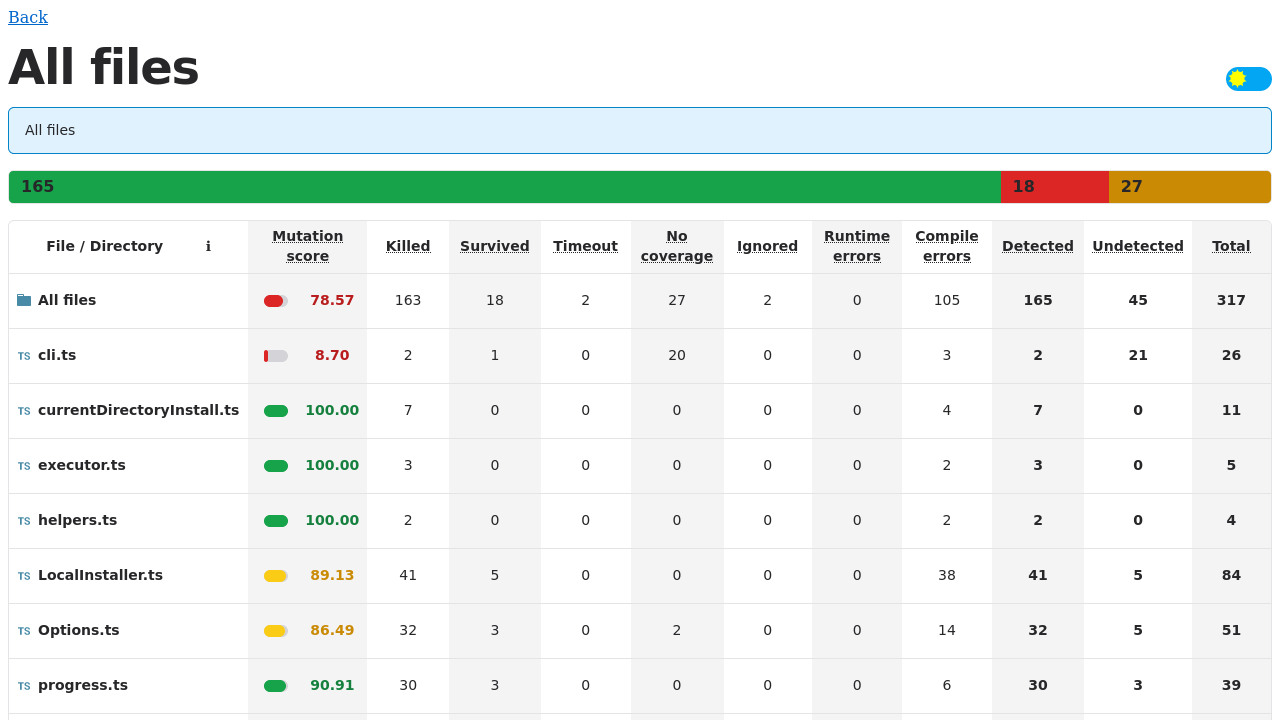 Back
All files
All files
165 18 27
File / Directory ℹ Mutation score Killed Survived Timeout No coverage Ignored Runtime errors Compile errors Detected Undetected Total
All files 78.57 163 18 2 27 2 0 105 165 45 317
TS cli.ts 8.70 2 1 0 20 0 0 3 2 21 26
TS currentDirectoryInstall.ts 100.00 7 0 0 0 0 0 4 7 0 11
TS executor.ts 100.00 3 0 0 0 0 0 2 3 0 5
TS helpers.ts 100.00 2 0 0 0 0 0 2 2 0 4
TS LocalInstaller.ts 89.13 41 5 0 0 0 0 38 41 5 84
TS Options.ts 86.49 32 3 0 2 0 0 14 32 5 51
TS progress.ts 90.91 30 3 0 0 0 0 6 30 3 39